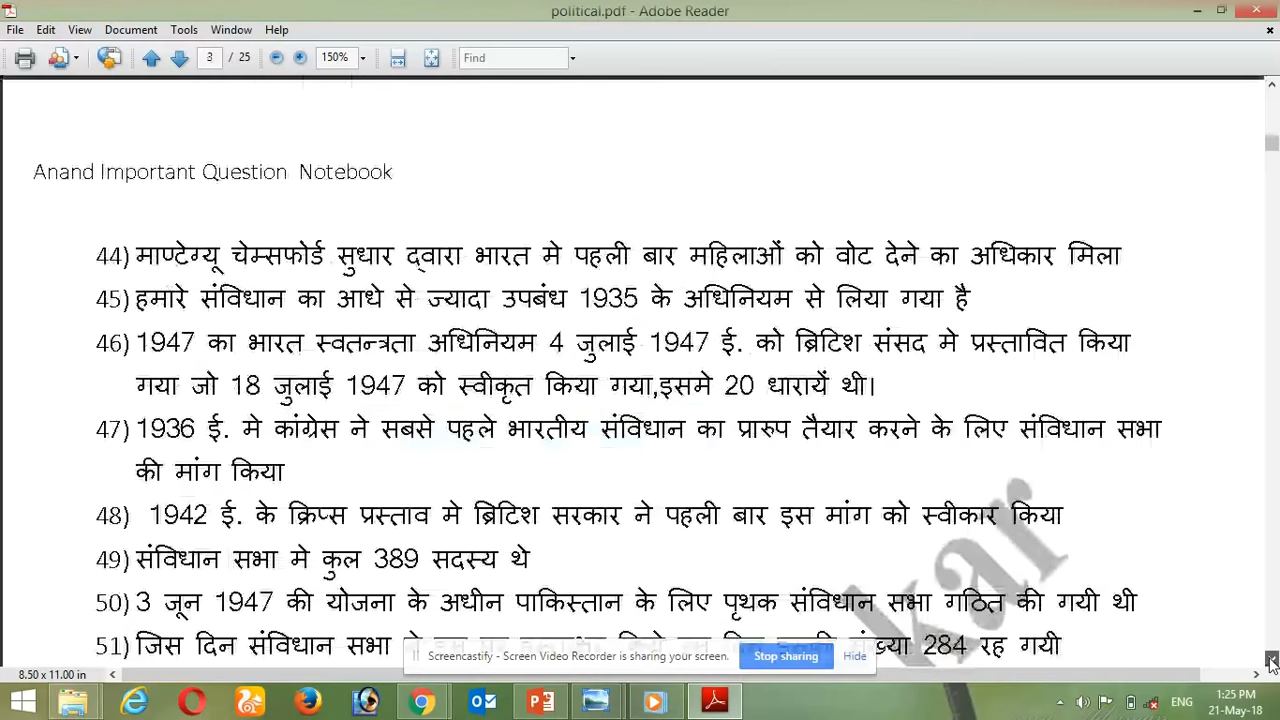 political.pdf - Adobe Reader
File Edit View Document Tools Window Help
3 / 25 150% Find
Anand Important Question Notebook
44) माण्टेग्यू चेम्सफोर्ड सुधार द्वारा भारत मे पहली बार महिलाओं को वोट देने का अधिकार मिला
45) हमारे संविधान का आधे से ज्यादा उपबंध 1935 के अधिनियम से लिया गया है
46) 1947 का भारत स्वतन्त्रता अधिनियम 4 जुलाई 1947 ई. को ब्रिटिश संसद मे प्रस्तावित किया
गया जो 18 जुलाई 1947 को स्वीकृत किया गया,इसमे 20 धारायें थी।
47) 1936 ई. मे कांग्रेस ने सबसे पहले भारतीय संविधान का प्रारुप तैयार करने के लिए संविधान सभा
की मांग किया
48) 1942 ई. के क्रिप्स प्रस्ताव मे ब्रिटिश सरकार ने पहली बार इस मांग को स्वीकार किया
49) संविधान सभा मे कुल 389 सदस्य थे
50) 3 जून 1947 की योजना के अधीन पाकिस्तान के लिए पृथक संविधान सभा गठित की गयी थी
51) जिस दिन संविधान सभा 284 रह गयी
kar
Screencastify - Screen Video Recorder is sharing your screen. Stop sharing Hide
8.50 x 11.00 in
ENG
1:25 PM
21-May-18